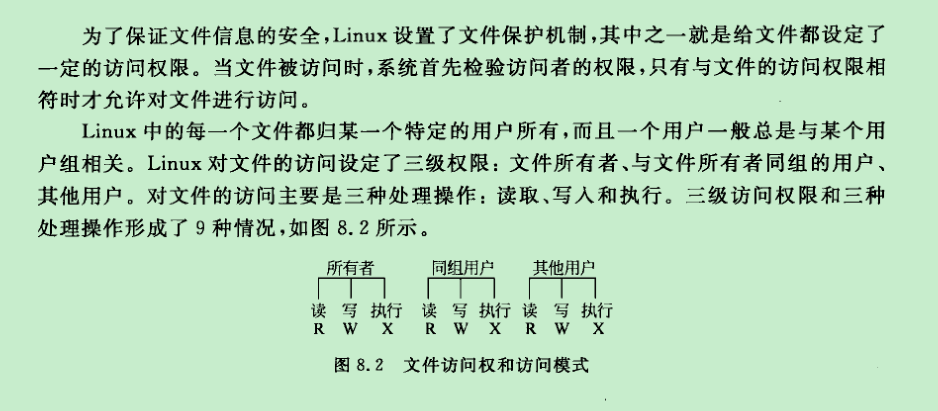 为了保证文件信息的安全,Linux 设置了文件保护机制,其中之一就是给文件都设定了
一定的访问权限。当文件被访问时,系统首先检验访问者的权限,只有与文件的访问权限相
符时才允许对文件进行访问。
Linux 中的每一个文件都归某一个特定的用户所有,而且一个用户一般总是与某个用
户组相关。Linux 对文件的访问设定了三级权限:文件所有者、与文件所有者同组的用户、
其他用户。对文件的访问主要是三种处理操作:读取、写入和执行。三级访问权限和三种
处理操作形成了 9 种情况,如图 8.2 所示。
所有者 同组用户 其他用户
读 写 执行 读 写 执行 读 写 执行
R W X R W X R W X
图 8.2 文件访问权和访问模式